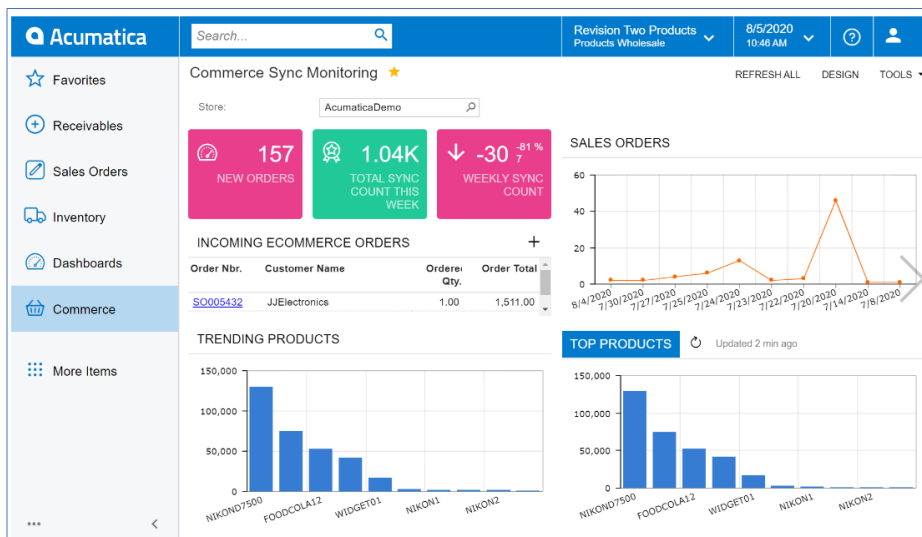 Acumatica
Search...
Revision Two Products
Products Wholesale
8/5/2020
10:46 AM
Favorites
Receivables
Sales Orders
Inventory
Dashboards
Commerce
More Items
Commerce Sync Monitoring
REFRESH ALL DESIGN TOOLS
Store: AcumaticaDemo
157
NEW ORDERS
1.04K
TOTAL SYNC
COUNT THIS
WEEK
-30 -81 %
7
WEEKLY SYNC
COUNT
INCOMING ECOMMERCE ORDERS
Order Nbr. Customer Name Ordere Qty. Order Total
SO005432 JJElectronics 1.00 1,511.00
SALES ORDERS
60
40
20
0
8/4/2020 7/30/2020 7/27/2020 7/25/2020 7/24/2020 7/23/2020 7/22/2020 7/20/2020 7/14/2020 7/8/2020
TRENDING PRODUCTS
150,000
100,000
50,000
0
NIKOND7500 FOODCOLA12 WIDGET01 NIKON1 NIKON2
TOP PRODUCTS Updated 2 min ago
150,000
100,000
50,000
0
NIKOND7500 FOODCOLA12 WIDGET01 NIKON1 NIKON2